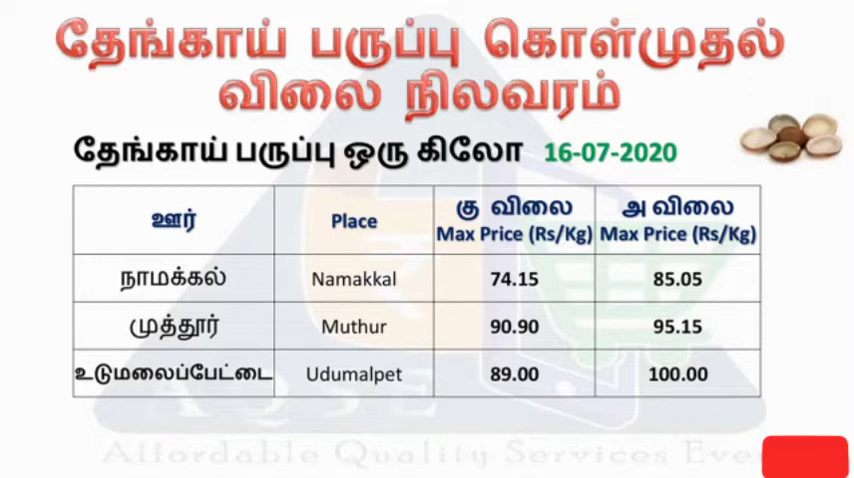 தேங்காய் பருப்பு கொள்முதல்
விலை நிலவரம்
தேங்காய் பருப்பு ஒரு கிலோ 16-07-2020
ஊர் Place கு விலை Max Price (Rs/Kg) அ விலை Max Price (Rs/Kg)
நாமக்கல் Namakkal 74.15 85.05
முத்தூர் Muthur 90.90 95.15
உடுமலைப்பேட்டை Udumalpet 89.00 100.00
Affordable Quality Services Ever